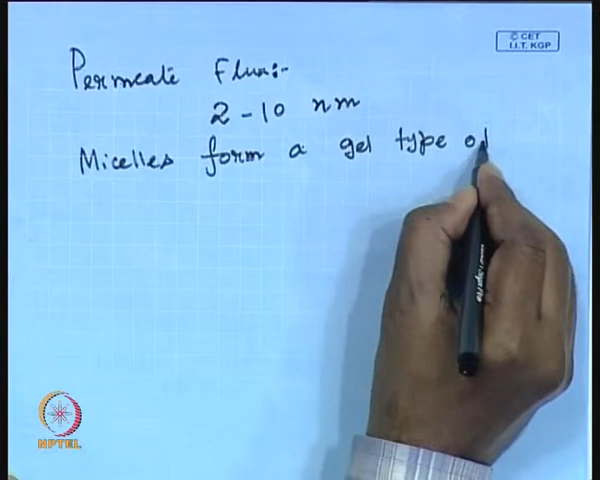 © CET
I.I.T. KGP
Permeate Flux:-
2-10 nm
Micelles form a gel type of
NPTEL